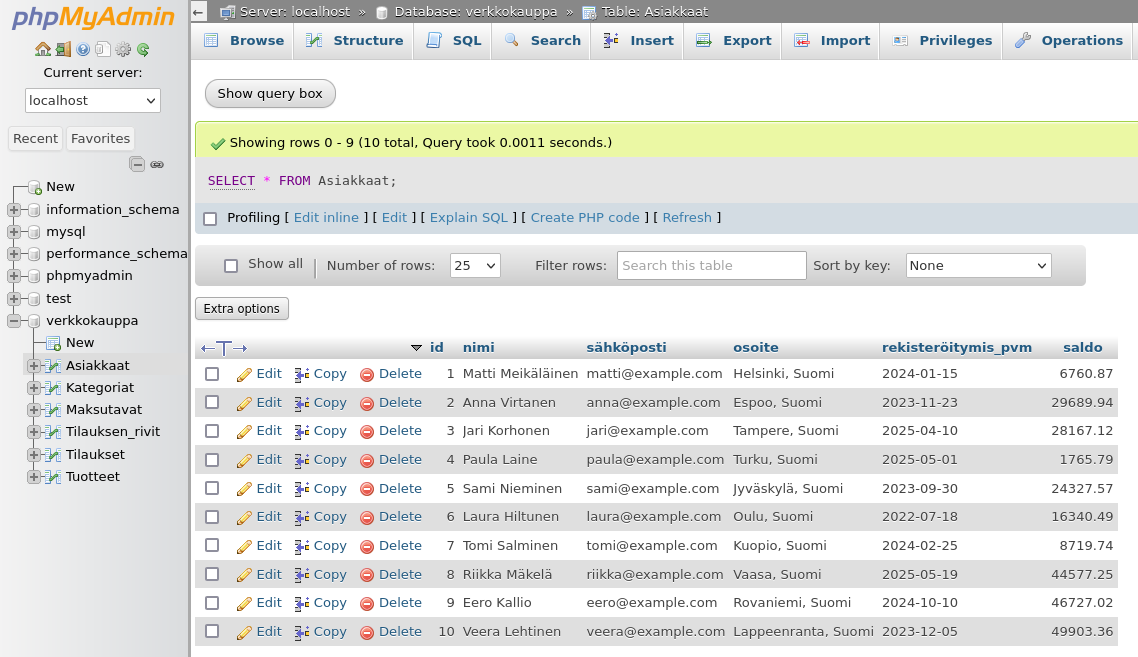 phpMyAdmin
Current server:
localhost
Recent Favorites
New
information_schema
mysql
performance_schema
phpmyadmin
test
verkkokauppa
New
Asiakkaat
Kategoriat
Maksutavat
Tilauksen_rivit
Tilaukset
Tuotteet
← Server: localhost » Database: verkkokauppa » Table: Asiakkaat
Browse Structure SQL Search Insert Export Import Privileges Operations
Show query box
Showing rows 0 - 9 (10 total, Query took 0.0011 seconds.)
SELECT * FROM Asiakkaat;
Profiling [ Edit inline ] [ Edit ] [ Explain SQL ] [ Create PHP code ] [ Refresh ]
Show all Number of rows: 25 Filter rows: Search this table Sort by key: None
Extra options
←T→ id nimi sähköposti osoite rekisteröitymis_pvm saldo
Edit Copy Delete 1 Matti Meikäläinen matti@example.com Helsinki, Suomi 2024-01-15 6760.87
Edit Copy Delete 2 Anna Virtanen anna@example.com Espoo, Suomi 2023-11-23 29689.94
Edit Copy Delete 3 Jari Korhonen jari@example.com Tampere, Suomi 2025-04-10 28167.12
Edit Copy Delete 4 Paula Laine paula@example.com Turku, Suomi 2025-05-01 1765.79
Edit Copy Delete 5 Sami Nieminen sami@example.com Jyväskylä, Suomi 2023-09-30 24327.57
Edit Copy Delete 6 Laura Hiltunen laura@example.com Oulu, Suomi 2022-07-18 16340.49
Edit Copy Delete 7 Tomi Salminen tomi@example.com Kuopio, Suomi 2024-02-25 8719.74
Edit Copy Delete 8 Riikka Mäkelä riikka@example.com Vaasa, Suomi 2025-05-19 44577.25
Edit Copy Delete 9 Eero Kallio eero@example.com Rovaniemi, Suomi 2024-10-10 46727.02
Edit Copy Delete 10 Veera Lehtinen veera@example.com Lappeenranta, Suomi 2023-12-05 49903.36